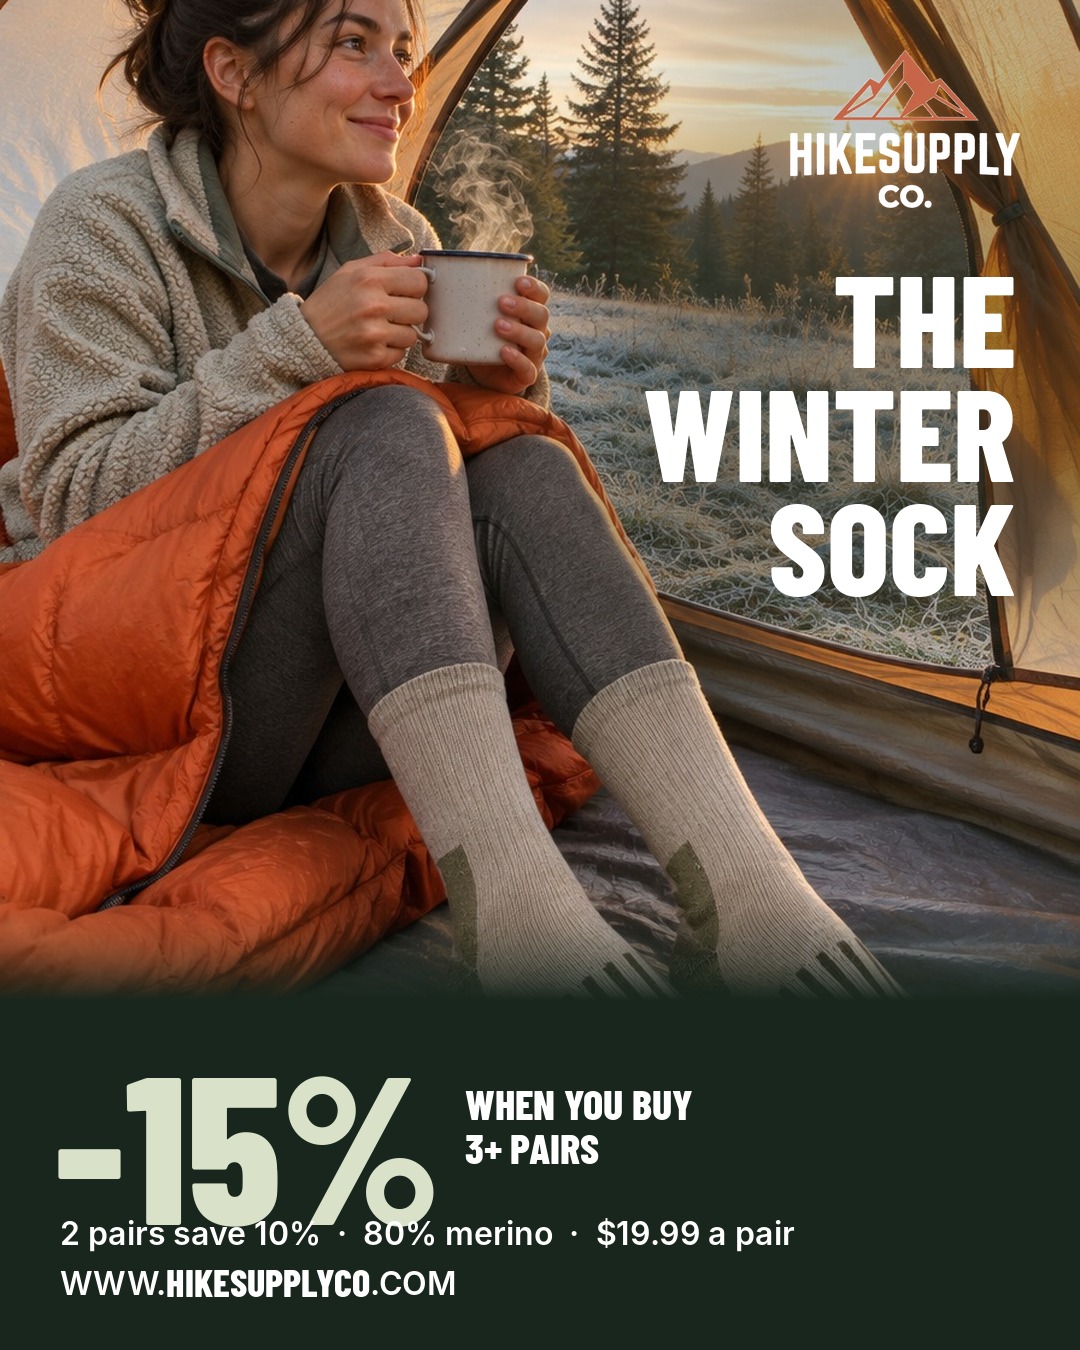 HIKESUPPLY
CO.
THE
WINTER
SOCK
-15%
WHEN YOU BUY
3+ PAIRS
2 pairs save 10% · 80% merino · $19.99 a pair
WWW.HIKESUPPLYCO.COM